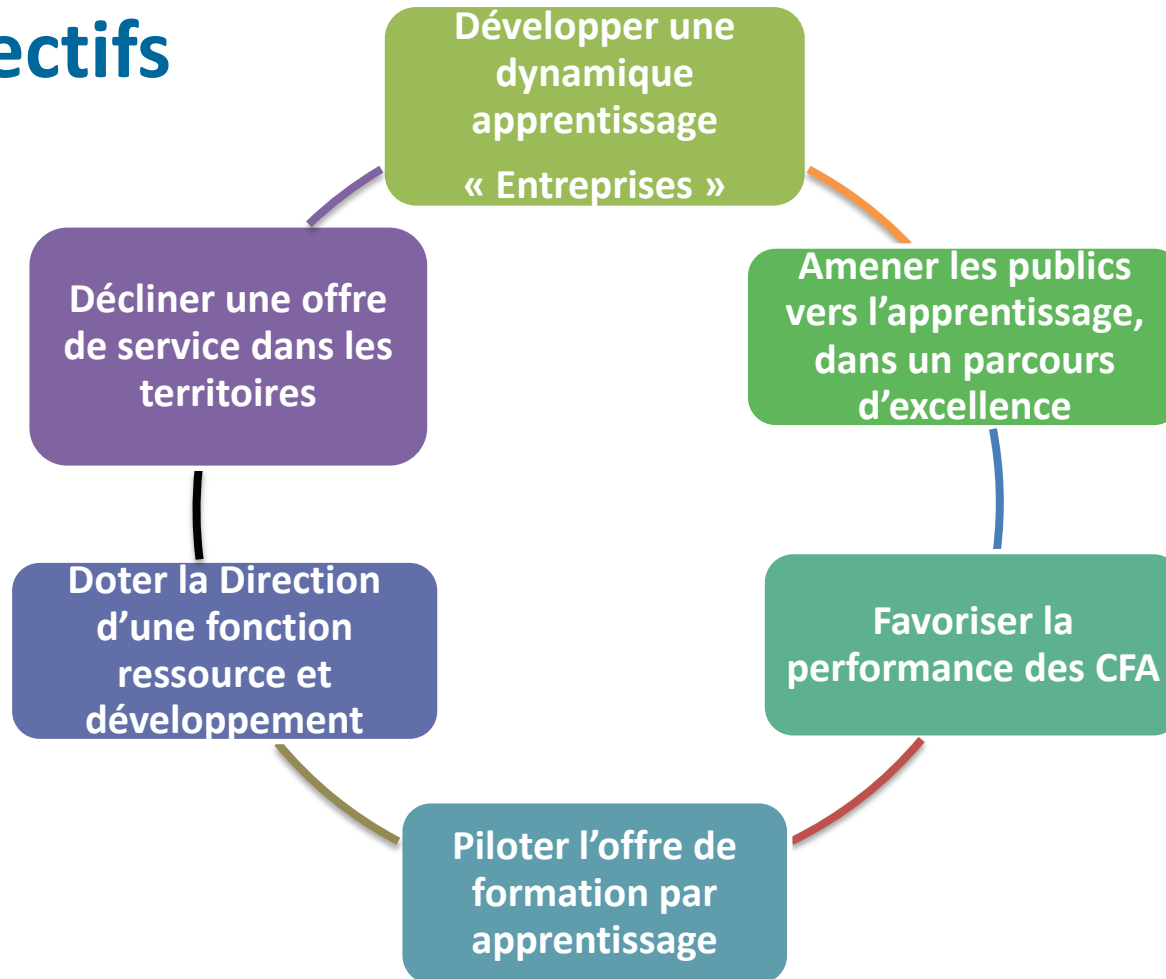 ectifs
Développer une
dynamique
apprentissage
« Entreprises »
Amener les publics
vers l’apprentissage,
dans un parcours
d’excellence
Favoriser la
performance des CFA
Piloter l’offre de
formation par
apprentissage
Doter la Direction
d’une fonction
ressource et
développement
Décliner une offre
de service dans les
territoires